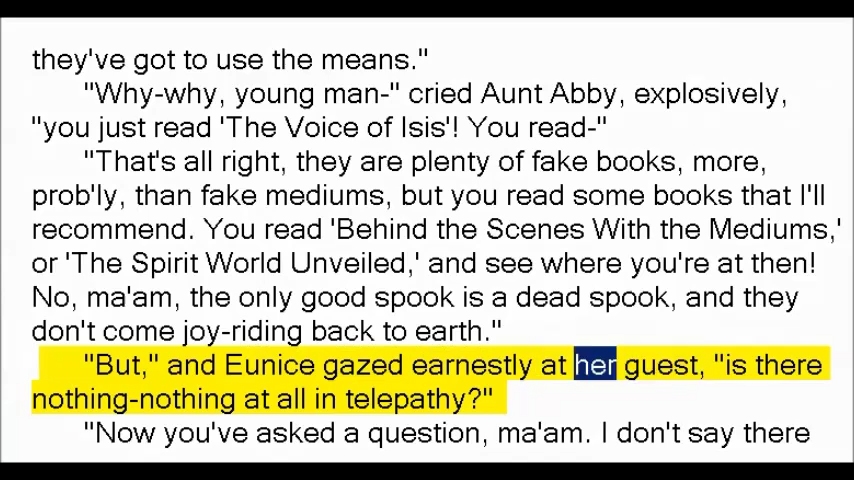 they've got to use the means."
"Why-why, young man-" cried Aunt Abby, explosively,
"you just read 'The Voice of Isis'! You read-"
"That's all right, they are plenty of fake books, more,
prob'ly, than fake mediums, but you read some books that I'll
recommend. You read 'Behind the Scenes With the Mediums,'
or 'The Spirit World Unveiled,' and see where you're at then!
No, ma'am, the only good spook is a dead spook, and they
don't come joy-riding back to earth."
"But," and Eunice gazed earnestly at her guest, "is there
nothing-nothing at all in telepathy?"
"Now you've asked a question, ma'am. I don't say there